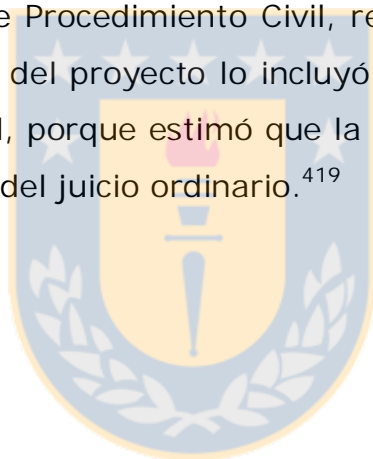 e Procedimiento Civil, re
del proyecto lo incluyó
l, porque estimó que la
del juicio ordinario.419